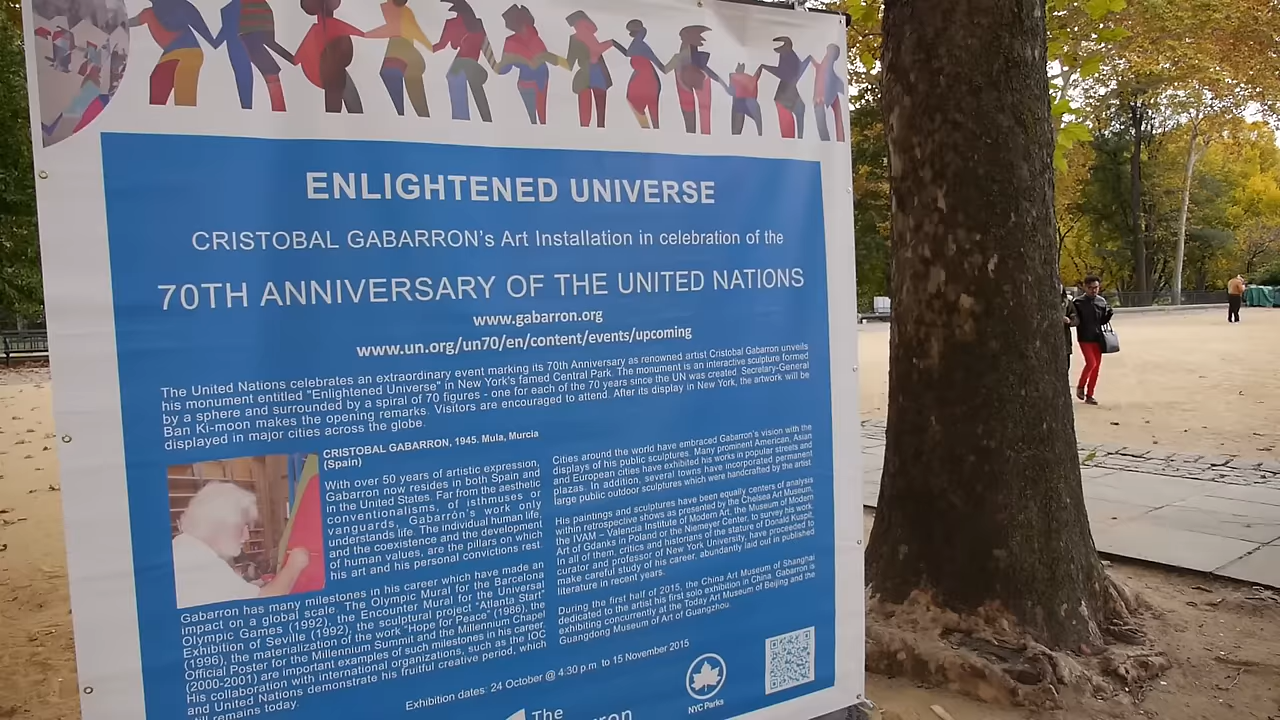 ENLIGHTENED UNIVERSE
CRISTOBAL GABARRON's Art Installation in celebration of the
70TH ANNIVERSARY OF THE UNITED NATIONS
www.gabarron.org
www.un.org/un70/en/content/events/upcoming
The United Nations celebrates an extraordinary event marking its 70th Anniversary as renowned artist Cristobal Gabarron unveils
his monument entitled "Enlightened Universe" in New York's famed Central Park. The monument is an interactive sculpture formed
by a sphere and surrounded by a spiral of 70 figures - one for each of the 70 years since the UN was created. Secretary-General
Ban Ki-moon makes the opening remarks. Visitors are encouraged to attend. After its display in New York, the artwork will be
displayed in major cities across the globe.
CRISTOBAL GABARRON, 1945. Mula, Murcia
(Spain)
With over 50 years of artistic expression,
Gabarron now resides in both Spain and
in the United States. Far from the aesthetic
conventionalisms, of isthmuses or
vanguards, Gabarrón's work only
understands life. The individual human life,
and the coexistence and the development
of human values, are the pillars on which
his art and his personal convictions rest.
Gabarron has many milestones in his career which have made an
impact on a global scale. The Olympic Mural for the Barcelona
Olympic Games (1992), the Encounter Mural for the Universal
Exhibition of Seville (1992), the sculptural project "Atlanta Start"
(1996), the materialization of the work "Hope for Peace" (1986), the
Official Poster for the Millennium Summit and the Millennium Chapel
(2000-2001) are important examples of such milestones in his career.
His collaboration with international organizations, such as the IOC
and United Nations demonstrate his fruitful creative period, which
still remains today.
Cities around the world have embraced Gabarron's vision with the
displays of his public sculptures. Many prominent American, Asian
and European cities have exhibited his works in popular streets and
plazas. In addition, several towns have incorporated permanent
large public outdoor sculptures which were handcrafted by the artist
His paintings and sculptures have been equally centers of analysis
within retrospective shows as presented by the Chelsea Art Museum,
the IVAM – Valencia Institute of Modern Art, the Museum of Modern
Art of Gdanks in Poland or the Niemeyer Center, to survey his work.
In all of them, critics and historians of the stature of Donald Kuspit,
curator and professor of New York University, have proceeded to
make careful study of his career, abundantly laid out in published
literature in recent years.
During the first half of 2015, the China Art Museum of Shanghai
dedicated to the artist his first solo exhibition in China. Gabarron is
exhibiting concurrently at the Today Art Museum of Beijing and the
Guangdong Museum of Art of Guangzhou.
Exhibition dates: 24 October @ 4:30 p.m to 15 November 2015
NYC Parks
The